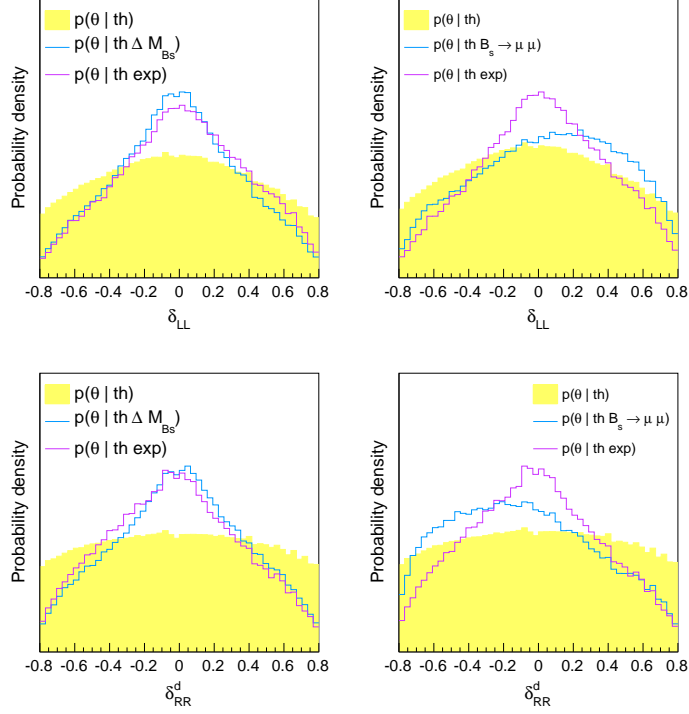 p(θ | th)
p(θ | th Δ M_Bs)
p(θ | th exp)
Probability density
-0.8 -0.6 -0.4 -0.2 0 0.2 0.4 0.6 0.8
δ_LL
p(θ | th)
p(θ | th B_s → μ μ)
p(θ | th exp)
Probability density
-0.8 -0.6 -0.4 -0.2 0 0.2 0.4 0.6 0.8
δ_LL
p(θ | th)
p(θ | th Δ M_Bs)
p(θ | th exp)
Probability density
-0.8 -0.6 -0.4 -0.2 0 0.2 0.4 0.6 0.8
δ^d_RR
p(θ | th)
p(θ | th B_s → μ μ)
p(θ | th exp)
Probability density
-0.8 -0.6 -0.4 -0.2 0 0.2 0.4 0.6 0.8
δ^d_RR